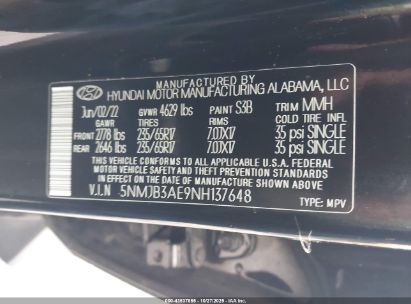 MANUFACTURED BY
HYUNDAI MOTOR MANUFACTURING ALABAMA, LLC
Jun/02/22 GVWR 4629 lbs PAINT S3B TRIM MMH
GAWR TIRES COLD TIRE INFL
FRONT 2778 lbs 235/65R17 7.0JX17 35 psi SINGLE
REAR 2646 lbs 235/65R17 7.0JX17 35 psi SINGLE
THIS VEHICLE CONFORMS TO ALL APPLICABLE U.S.A. FEDERAL
MOTOR VEHICLE SAFETY AND THEFT PREVENTION STANDARDS
IN EFFECT ON THE DATE OF MANUFACTURE SHOWN ABOVE.
V.I.N 5NMJB3AE9NH137648 TYPE: MPV